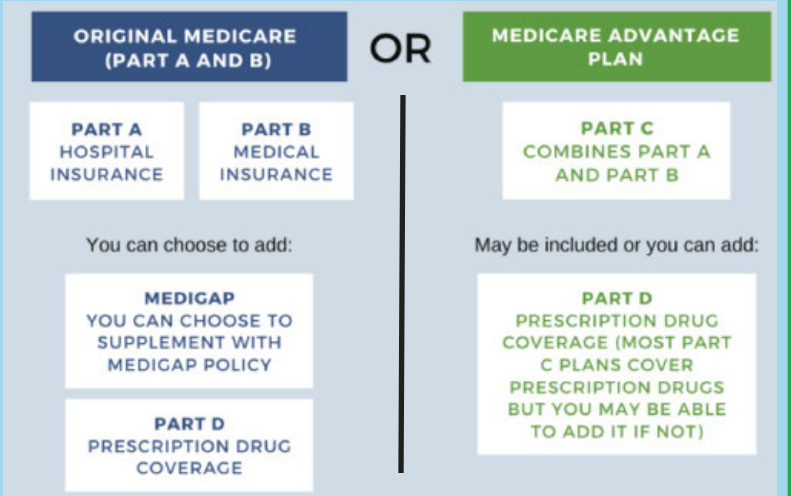 ORIGINAL MEDICARE
(PART A AND B)
OR
MEDICARE ADVANTAGE
PLAN
PART A
HOSPITAL
INSURANCE
PART B
MEDICAL
INSURANCE
PART C
COMBINES PART A
AND PART B
You can choose to add:
May be included or you can add:
MEDIGAP
YOU CAN CHOOSE TO
SUPPLEMENT WITH
MEDIGAP POLICY
PART D
PRESCRIPTION DRUG
COVERAGE
PART D
PRESCRIPTION DRUG
COVERAGE (MOST PART
C PLANS COVER
PRESCRIPTION DRUGS
BUT YOU MAY BE ABLE
TO ADD IT IF NOT)